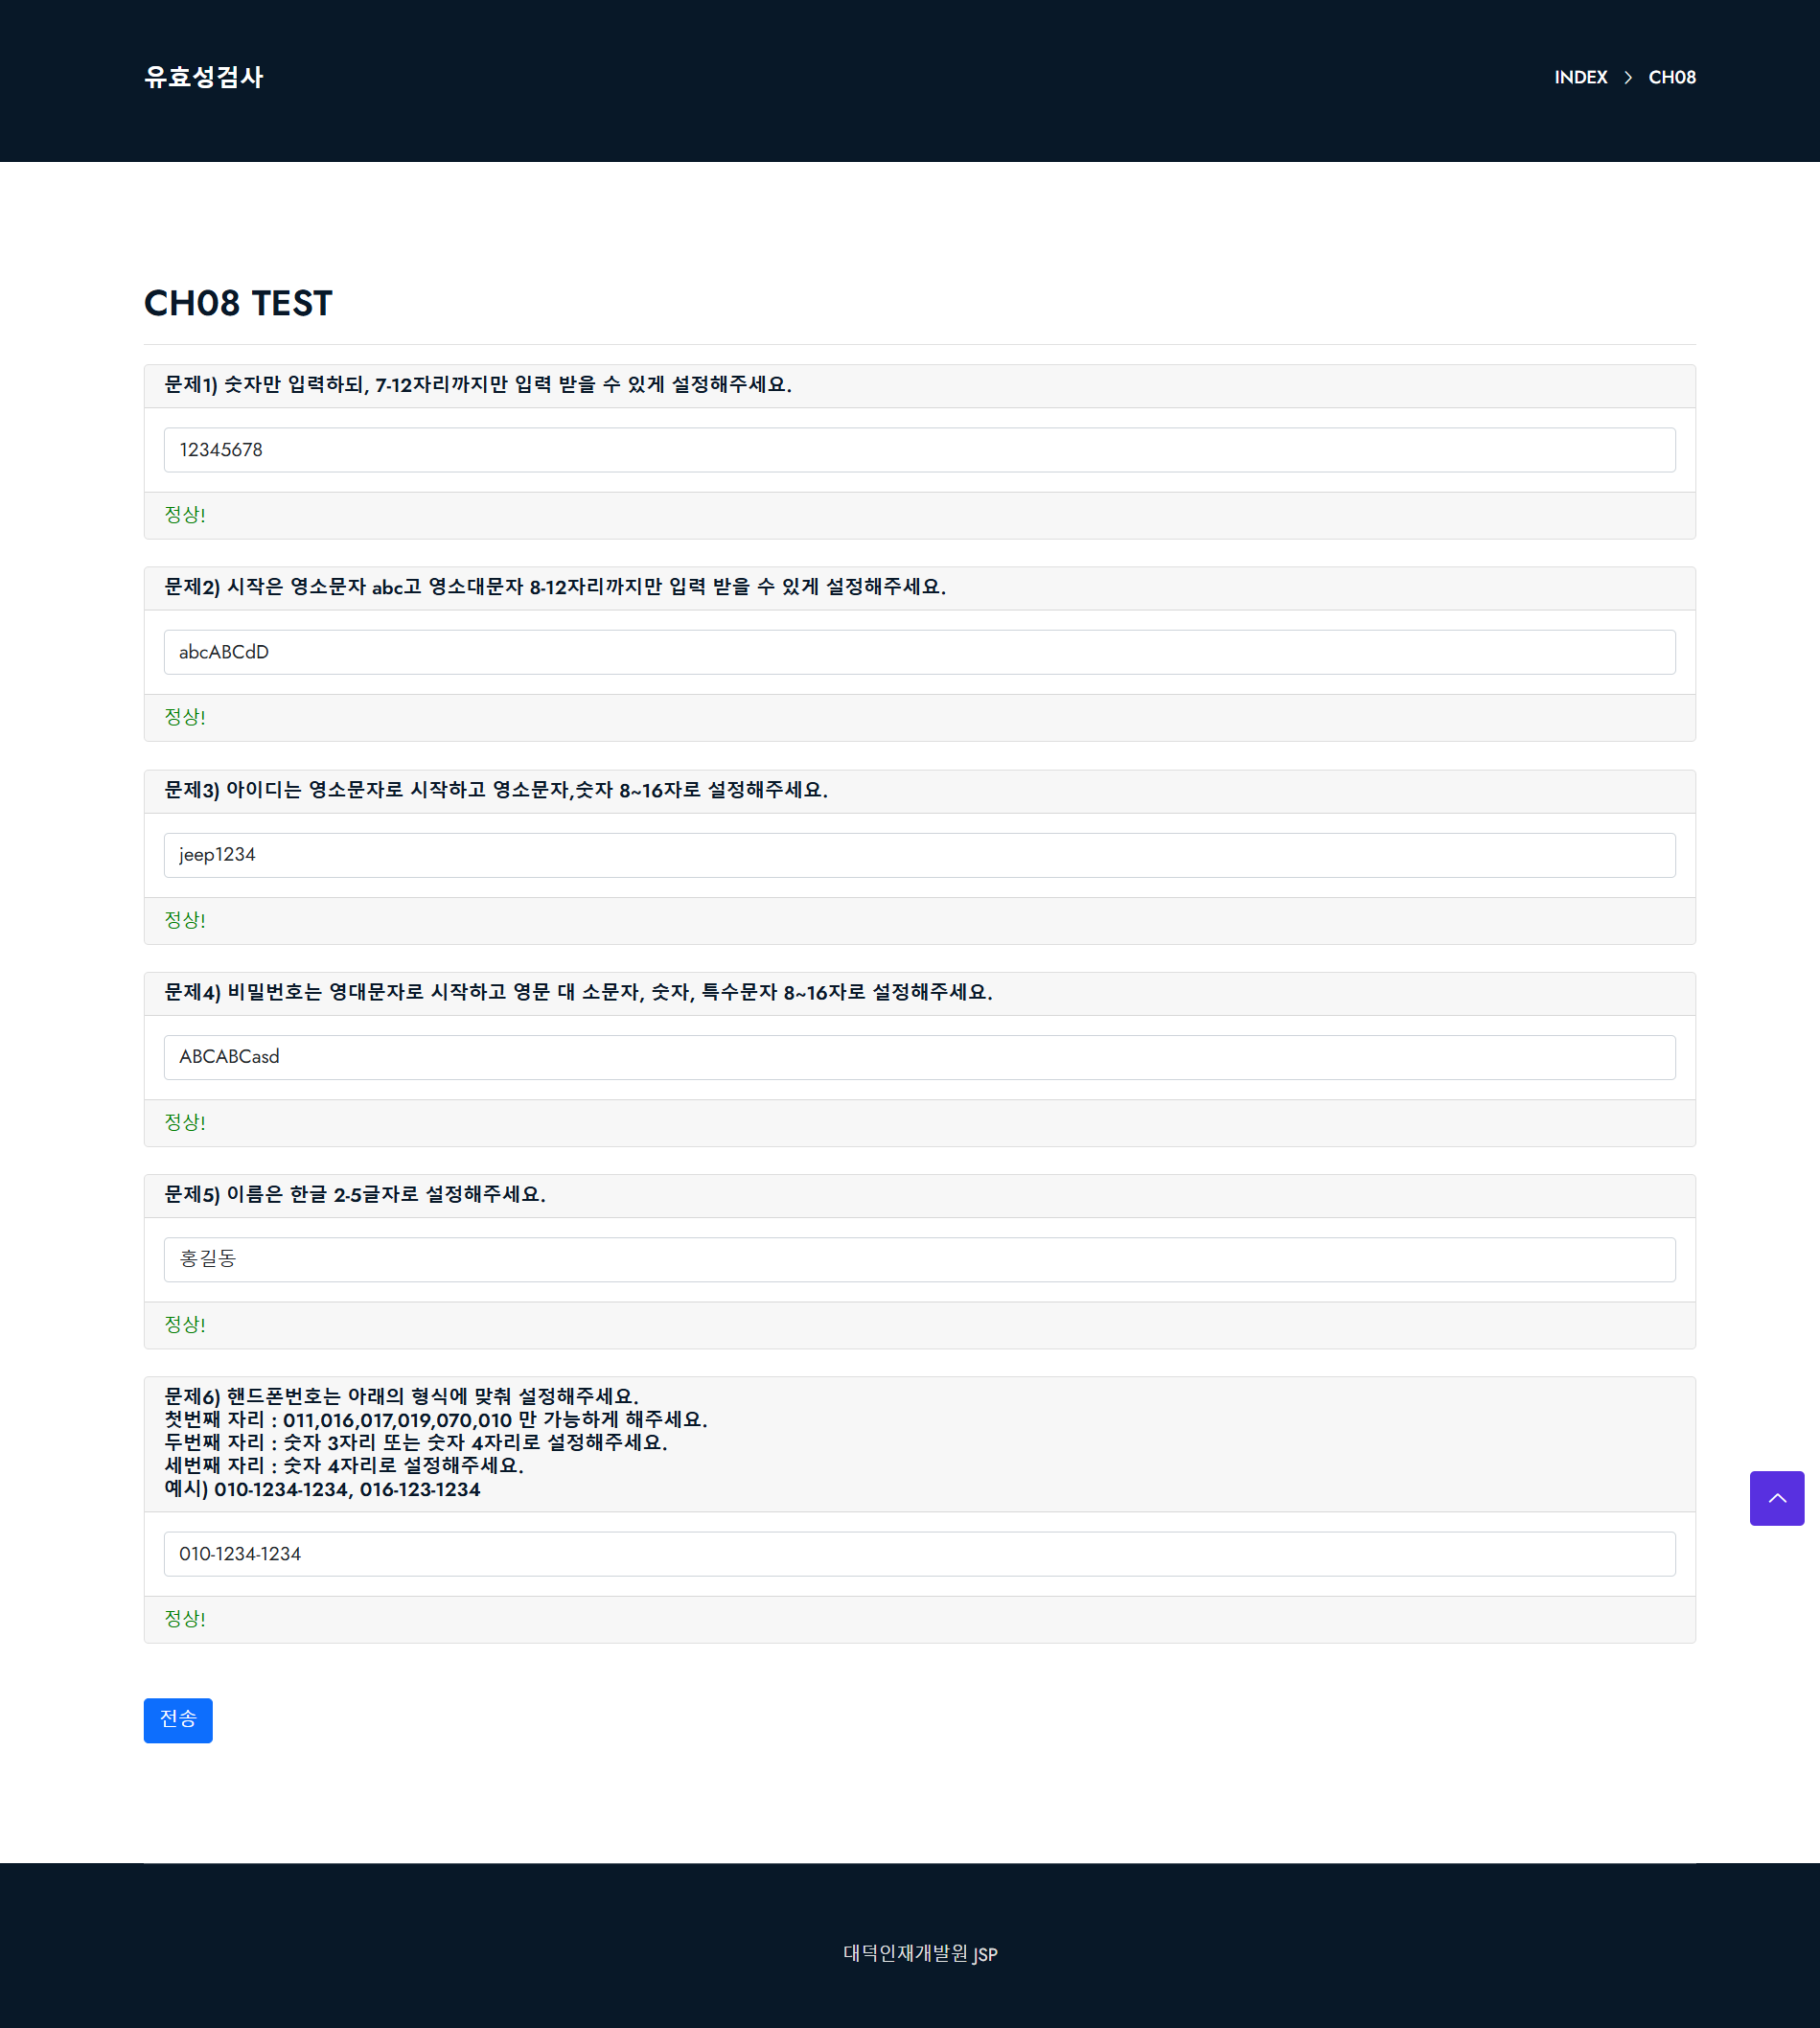 유효성검사
INDEX > CH08
CH08 TEST
문제1) 숫자만 입력하되, 7-12자리까지만 입력 받을 수 있게 설정해주세요.
12345678
정상!
문제2) 시작은 영소문자 abc고 영소대문자 8-12자리까지만 입력 받을 수 있게 설정해주세요.
abcABCdD
정상!
문제3) 아이디는 영소문자로 시작하고 영소문자,숫자 8~16자로 설정해주세요.
jeep1234
정상!
문제4) 비밀번호는 영대문자로 시작하고 영문 대 소문자, 숫자, 특수문자 8~16자로 설정해주세요.
ABCABCasd
정상!
문제5) 이름은 한글 2-5글자로 설정해주세요.
홍길동
정상!
문제6) 핸드폰번호는 아래의 형식에 맞춰 설정해주세요.
첫번째 자리 : 011,016,017,019,070,010 만 가능하게 해주세요.
두번째 자리 : 숫자 3자리 또는 숫자 4자리로 설정해주세요.
세번째 자리 : 숫자 4자리로 설정해주세요.
예시) 010-1234-1234, 016-123-1234
010-1234-1234
정상!
전송
대덕인재개발원 JSP